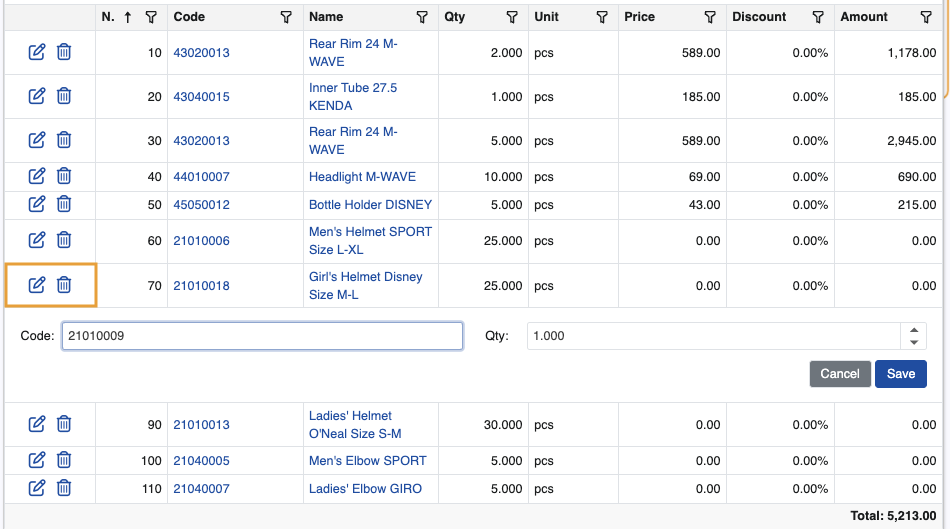 N. ↑ Code Name Qty Unit Price Discount Amount
10 43020013 Rear Rim 24 M-WAVE 2.000 pcs 589.00 0.00% 1,178.00
20 43040015 Inner Tube 27.5 KENDA 1.000 pcs 185.00 0.00% 185.00
30 43020013 Rear Rim 24 M-WAVE 5.000 pcs 589.00 0.00% 2,945.00
40 44010007 Headlight M-WAVE 10.000 pcs 69.00 0.00% 690.00
50 45050012 Bottle Holder DISNEY 5.000 pcs 43.00 0.00% 215.00
60 21010006 Men's Helmet SPORT Size L-XL 25.000 pcs 0.00 0.00% 0.00
70 21010018 Girl's Helmet Disney Size M-L 25.000 pcs 0.00 0.00% 0.00
Code: 21010009 Qty: 1.000
Cancel Save
90 21010013 Ladies' Helmet O'Neal Size S-M 30.000 pcs 0.00 0.00% 0.00
100 21040005 Men's Elbow SPORT 5.000 pcs 0.00 0.00% 0.00
110 21040007 Ladies' Elbow GIRO 5.000 pcs 0.00 0.00% 0.00
Total: 5,213.00